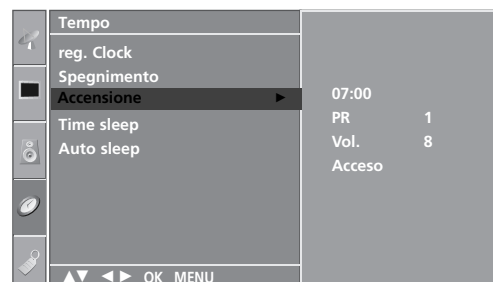 Tempo
reg. Clock
Spegnimento
Accensione ►
Time sleep
Auto sleep
07:00
PR 1
Vol. 8
Acceso
▲▼ ◄► OK MENU